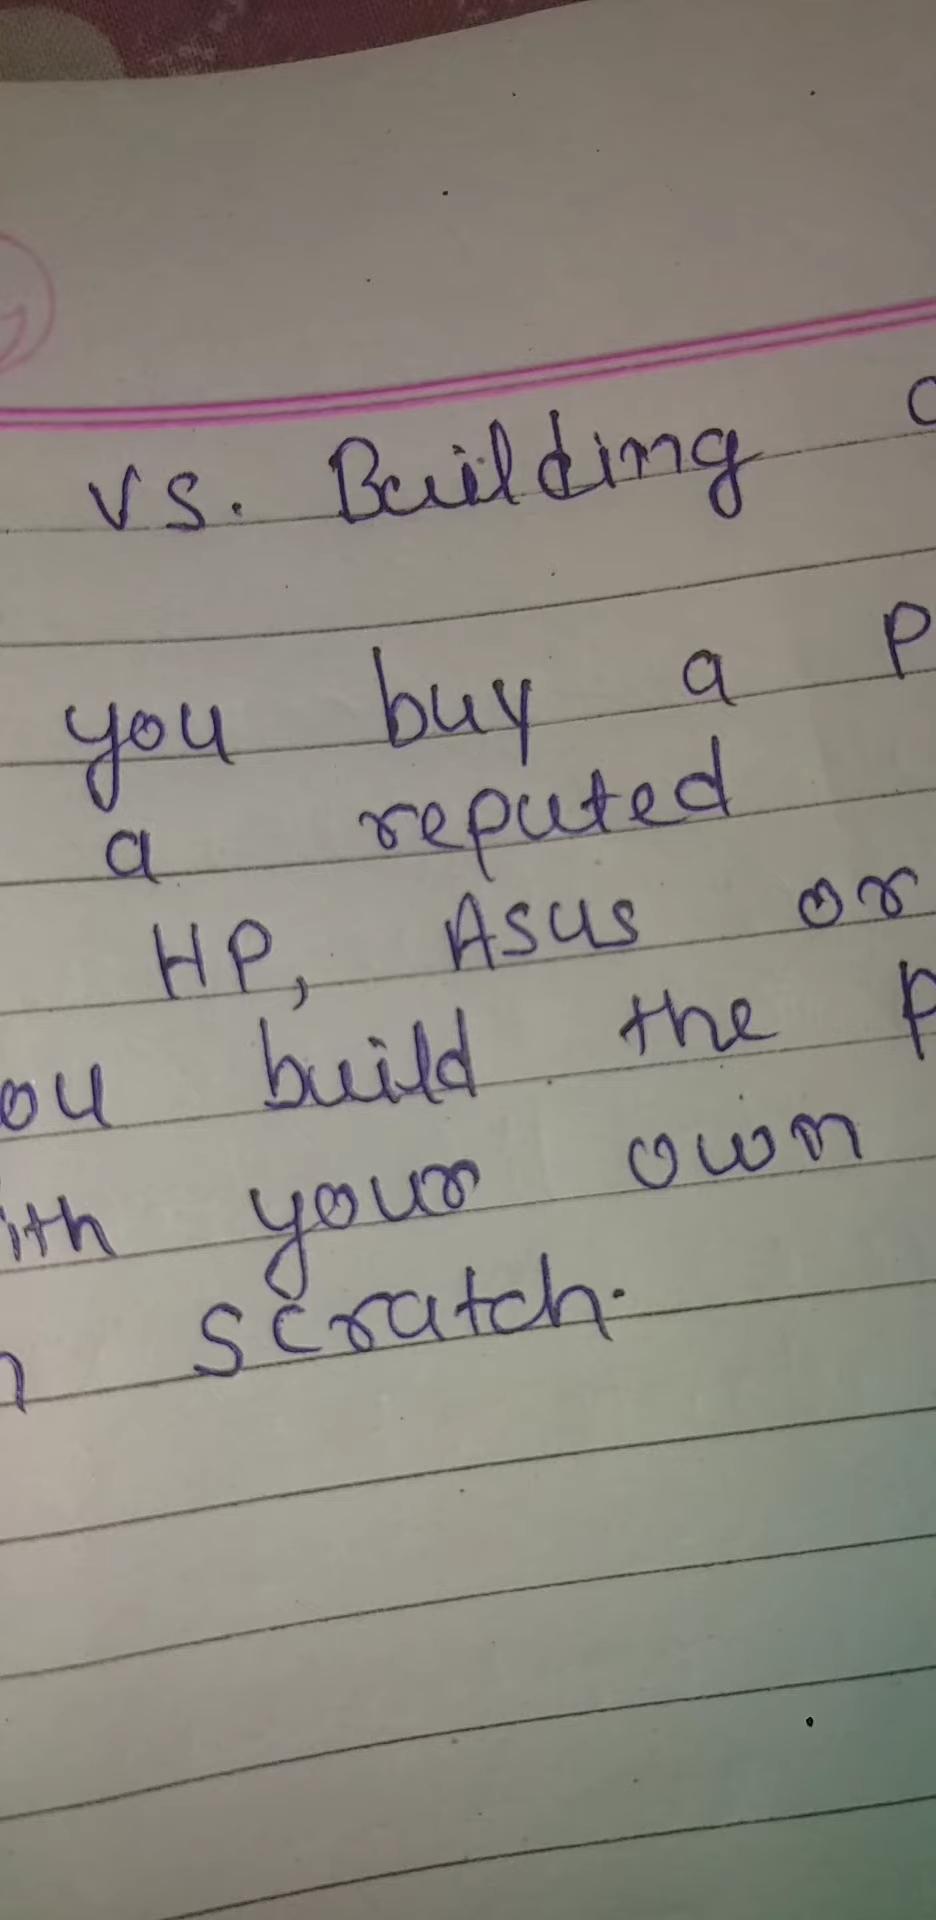 vs. Building
you buy a P
a reputed
HP, Asus or
ou build the P
ith your own
scratch.